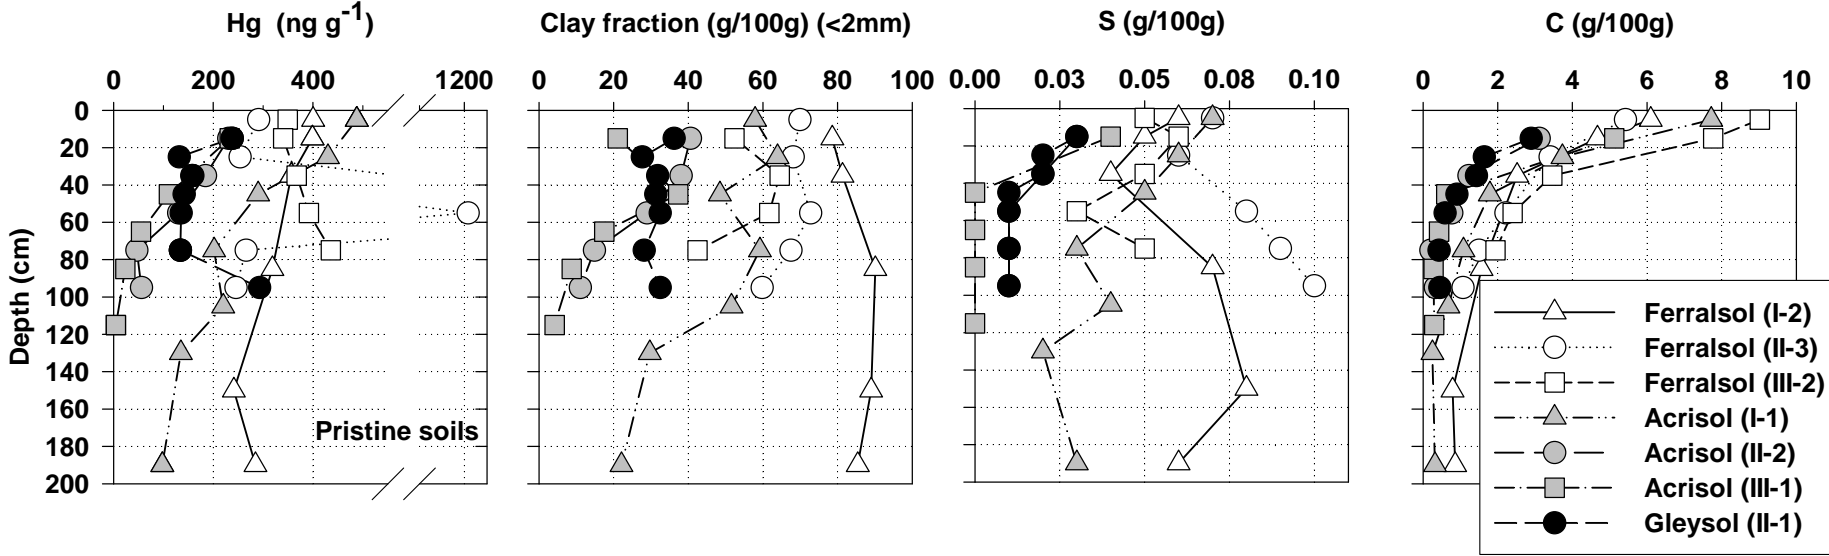 Hg (ng g-1)
Clay fraction (g/100g) (<2mm)
S (g/100g)
C (g/100g)
0 200 400 1200
0 20 40 60 80 100
0.00 0.03 0.05 0.08 0.10
0 2 4 6 8 10
Depth (cm)
0
20
40
60
80
100
120
140
160
180
200
Pristine soils
Ferralsol (I-2)
Ferralsol (II-3)
Ferralsol (III-2)
Acrisol (I-1)
Acrisol (II-2)
Acrisol (III-1)
Gleysol (II-1)